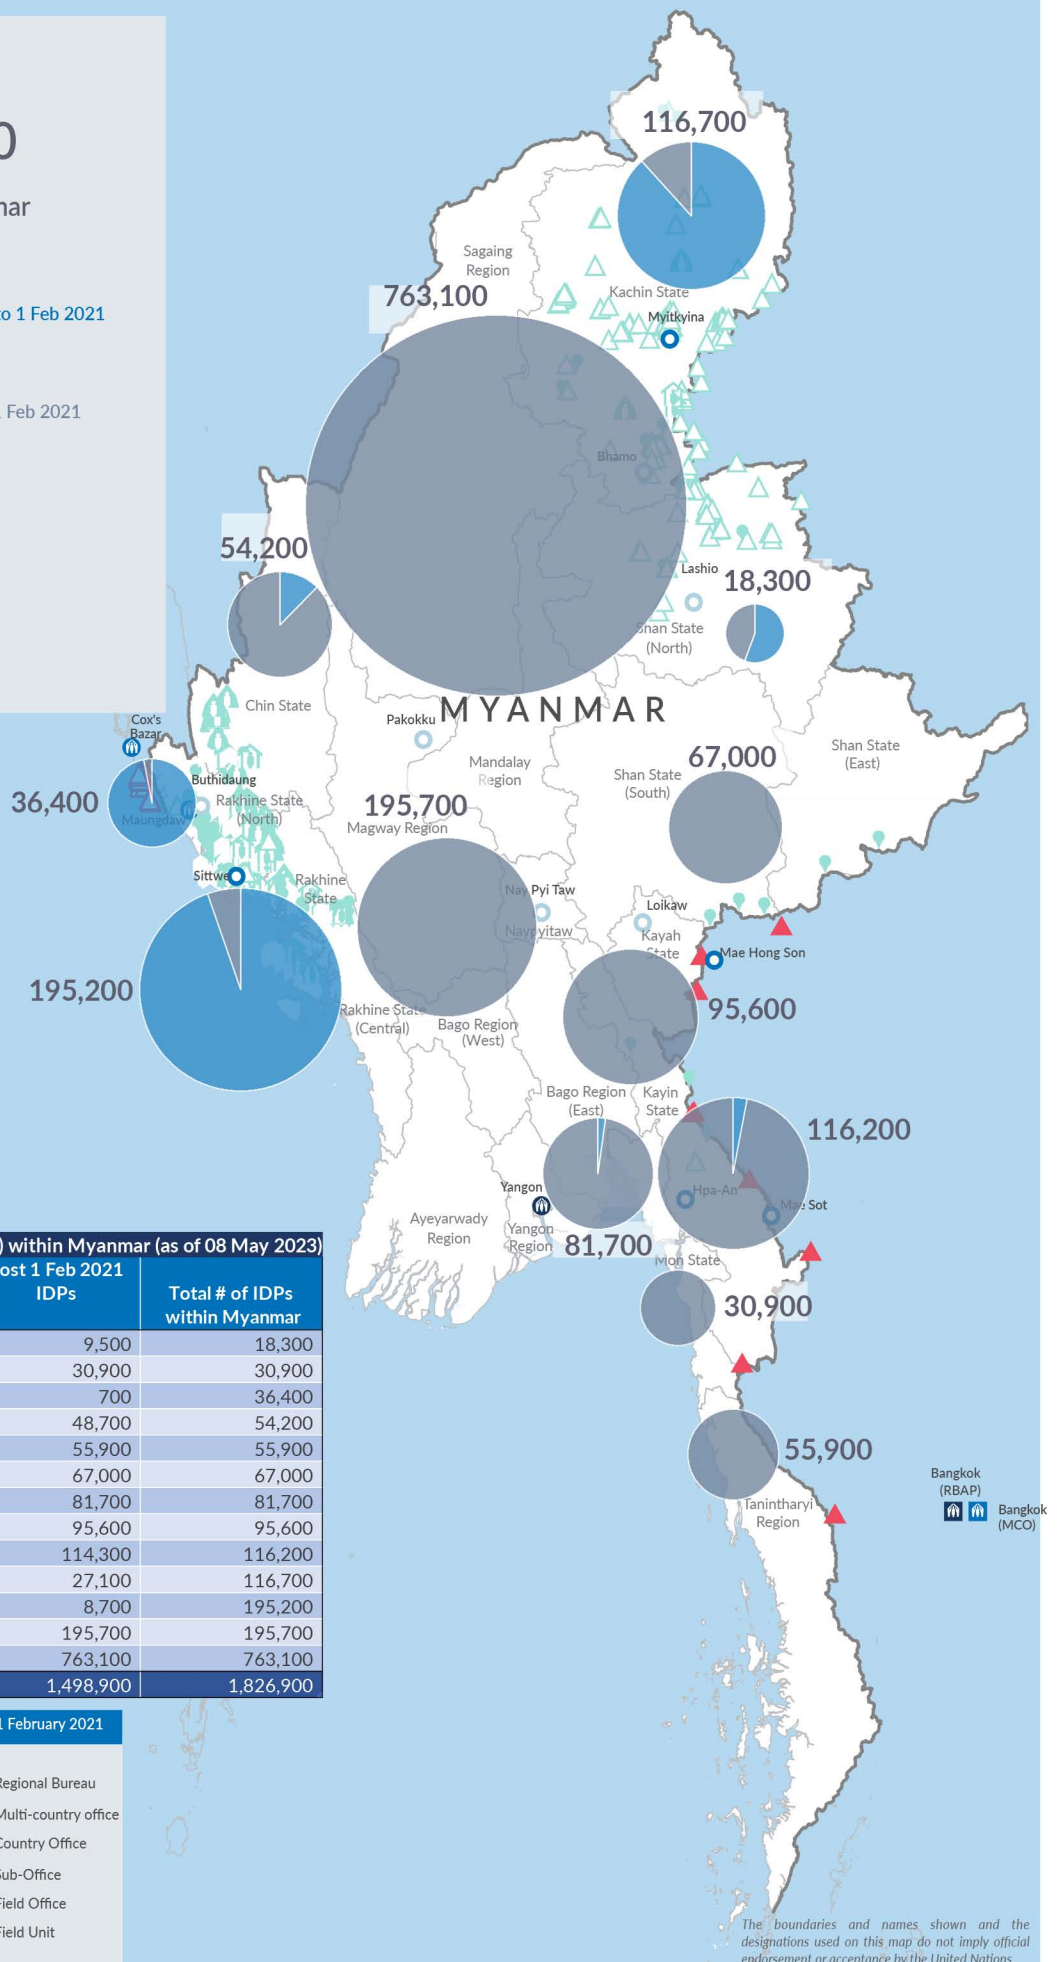 0
nar
to 1 Feb 2021
1 Feb 2021
116,700
Sagaing
Region
763,100
Kachin State
Myitkyina
Bhamo
54,200
Lashio
18,300
Shan State
(North)
MYANMAR
Chin State
Pakokku
Cox's
Bazar
Mandalay
Region
67,000
Shan State
(East)
Shan State
(South)
Buthidaung
36,400
Rakhine State
(North)
Maungdaw
195,700
Magway Region
Sittwe
Rakhine
State
Nay Pyi Taw
Naypyitaw
Loikaw
Kayah
State
Mae Hong Son
195,200
Rakhine State
(Central)
Bago Region
(West)
95,600
Bago Region
(East)
Kayin
State
116,200
Yangon
Hpa-An
Mae Sot
Ayeyarwady
Region
Yangon
Region
81,700
Mon State
30,900
) within Myanmar (as of 08 May 2023)
ost 1 Feb 2021
IDPs
Total # of IDPs
within Myanmar
9,500 18,300
30,900 30,900
700 36,400
48,700 54,200
55,900 55,900
67,000 67,000
81,700 81,700
95,600 95,600
114,300 116,200
27,100 116,700
8,700 195,200
195,700 195,700
763,100 763,100
1,498,900 1,826,900
55,900
Tanintharyi
Region
Bangkok
(RBAP)
Bangkok
(MCO)
1 February 2021
Regional Bureau
Multi-country office
Country Office
Sub-Office
Field Office
Field Unit
The boundaries and names shown and the
designations used on this map do not imply official
endorsement or acceptance by the United Nations.